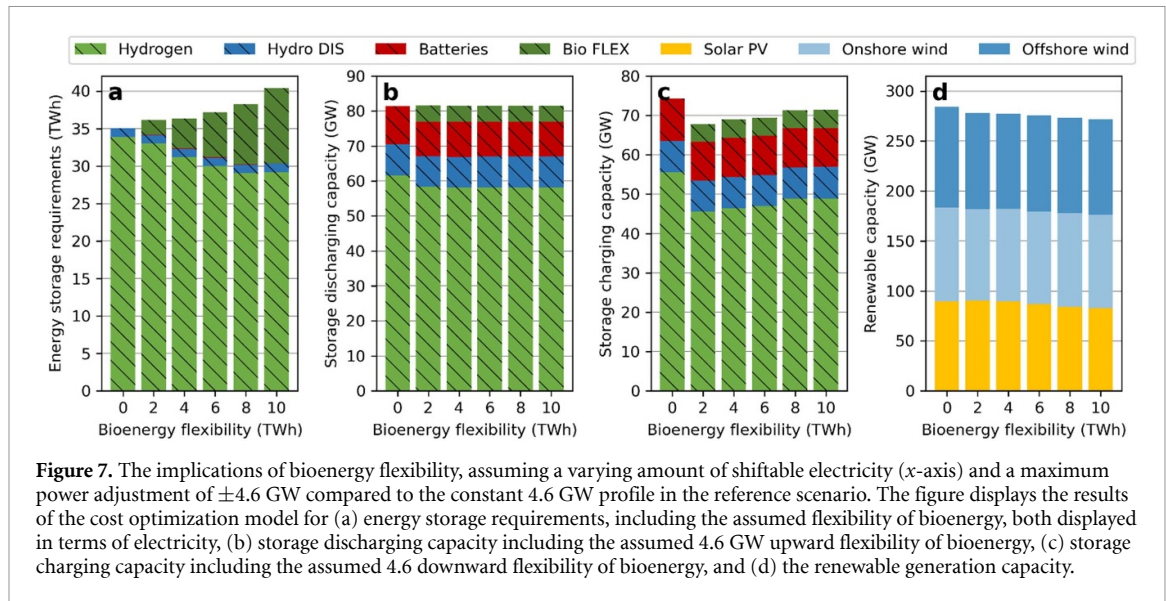 Hydrogen Hydro DIS Batteries Bio FLEX Solar PV Onshore wind Offshore wind
a
Energy storage requirements (TWh)
40
35
30
25
20
15
10
5
0
0 2 4 6 8 10
Bioenergy flexibility (TWh)
b
Storage discharging capacity (GW)
90
80
70
60
50
40
30
20
10
0
0 2 4 6 8 10
Bioenergy flexibility (TWh)
c
Storage charging capacity (GW)
80
70
60
50
40
30
20
10
0
0 2 4 6 8 10
Bioenergy flexibility (TWh)
d
Renewable capacity (GW)
300
250
200
150
100
50
0
0 2 4 6 8 10
Bioenergy flexibility (TWh)
Figure 7. The implications of bioenergy flexibility, assuming a varying amount of shiftable electricity (x-axis) and a maximum
power adjustment of ±4.6 GW compared to the constant 4.6 GW profile in the reference scenario. The figure displays the results
of the cost optimization model for (a) energy storage requirements, including the assumed flexibility of bioenergy, both displayed
in terms of electricity, (b) storage discharging capacity including the assumed 4.6 GW upward flexibility of bioenergy, (c) storage
charging capacity including the assumed 4.6 downward flexibility of bioenergy, and (d) the renewable generation capacity.